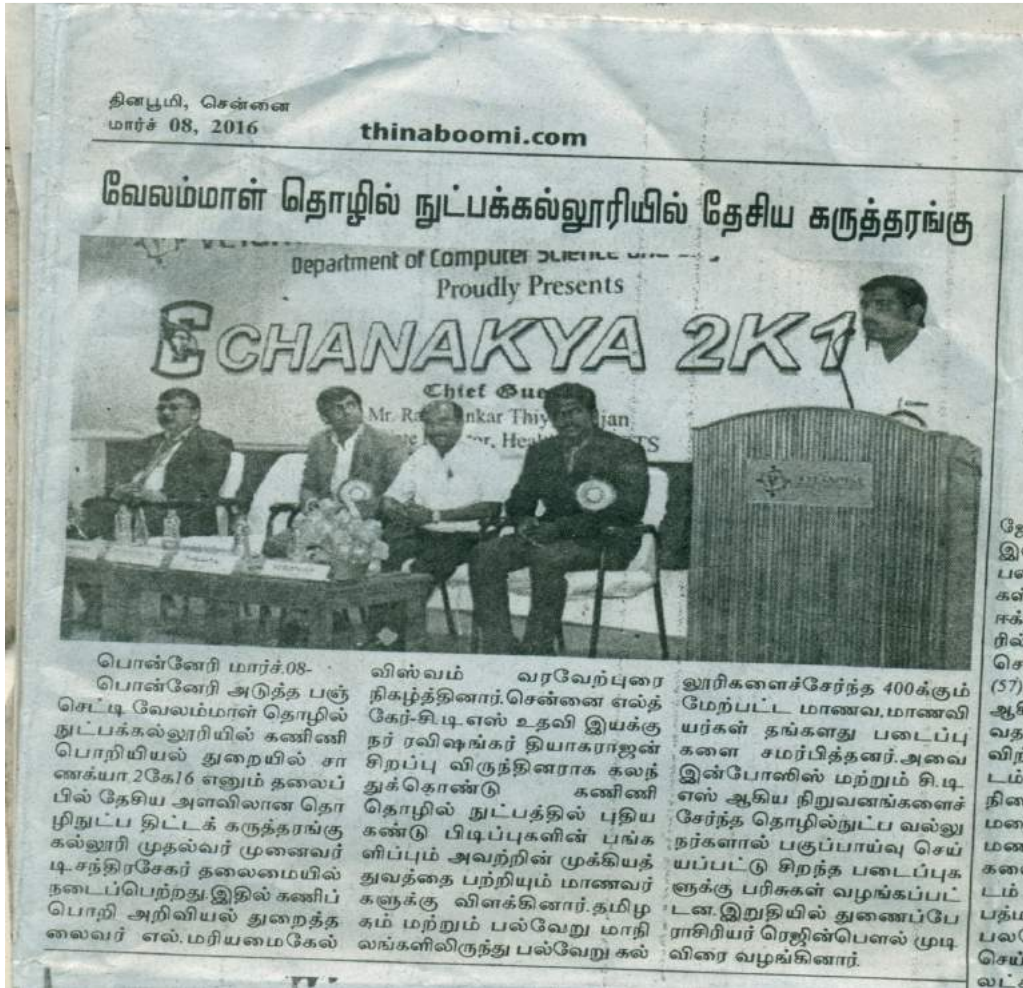 தினபூமி, சென்னை
மார்ச் 08, 2016
thinaboomi.com
வேலம்மாள் தொழில் நுட்பக்கல்லூரியில் தேசிய கருத்தரங்கு
Department of Computer Science
Proudly Presents
CHANAKYA 2K1
Chief Gue
Mr.
பொன்னேரி மார்ச்.08-
பொன்னேரி அடுத்த பஞ்
செட்டி வேலம்மாள் தொழில்
நுட்பக்கல்லூரியில் கணிணி
பொறியியல் துறையில் சா
ணக்யா 2கே16 எனும் தலைப்
பில் தேசிய அளவிலான தொ
ழிநுட்ப திட்டக் கருத்தரங்கு
கல்லூரி முதல்வர் முனைவர்
டி.சந்திரசேகர் தலைமையில்
நடைப்பெற்றது.இதில் கணிப்
பொறி அறிவியல் துறைத்த
லைவர் எல்.மரியமைகேல்
விஸ்வம் வரவேற்புரை
நிகழ்த்தினார்.சென்னை எல்த்
கேர்-சி.டி.எஸ் உதவி இயக்கு
நர் ரவிஷங்கர் தியாகராஜன்
சிறப்பு விருந்தினராக கலந்
துக்கொண்டு கணிணி
தொழில் நுட்பத்தில் புதிய
கண்டு பிடிப்புகளின் பங்க
ளிப்பும் அவற்றின் முக்கியத்
துவத்தை பற்றியும் மாணவர்
களுக்கு விளக்கினார்.தமிழ
கம் மற்றும் பல்வேறு மாநி
லங்களிலிருந்து பல்வேறு கல்
லூரிகளைச்சேர்ந்த 400க்கும்
மேற்பட்ட மாணவ,மாணவி
யர்கள் தங்களது படைப்பு
களை சமர்பித்தனர்.அவை
இன்போஸிஸ் மற்றும் சி.டி
எஸ் ஆகிய நிறுவனங்களைச்
சேர்ந்த தொழில்நுட்ப வல்லு
நர்களால் பகுப்பாய்வு செய்
யப்பட்டு சிறந்த படைப்புக
ளுக்கு பரிசுகள் வழங்கப்பட்
டன.இறுதியில் துணைப்பே
ராசிரியர் ரெஜின்பௌல் முடி
விரை வழங்கினார்.
(57)